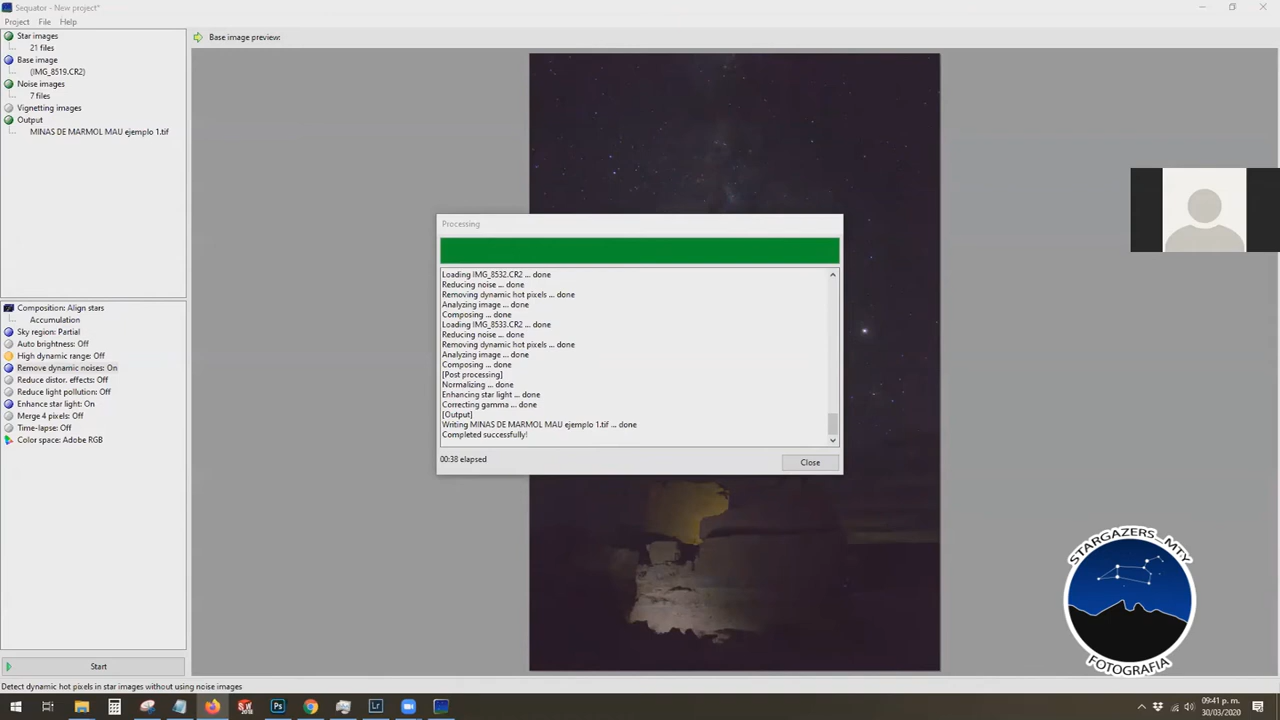 Sequator - New project*
Project File Help
Star images
21 files
Base image
(IMG_8519.CR2)
Noise images
7 files
Vignetting images
Output
MINAS DE MARMOL MAU ejemplo 1.tif
Base image preview:
Processing
Loading IMG_8532.CR2 ... done
Reducing noise ... done
Removing dynamic hot pixels ... done
Analyzing image ... done
Composing ... done
Loading IMG_8533.CR2 ... done
Reducing noise ... done
Removing dynamic hot pixels ... done
Analyzing image ... done
Composing ... done
[Post processing]
Normalizing ... done
Enhancing star light ... done
Correcting gamma ... done
[Output]
Writing MINAS DE MARMOL MAU ejemplo 1.tif ... done
Completed successfully!
00:38 elapsed
Close
Composition: Align stars
Accumulation
Sky region: Partial
Auto brightness: Off
High dynamic range: Off
Remove dynamic noises: On
Reduce distor. effects: Off
Reduce light pollution: Off
Enhance star light: On
Merge 4 pixels: Off
Time-lapse: Off
Color space: Adobe RGB
STARGAZERS_MTY
FOTOGRAFIA
Start
Detect dynamic hot pixels in star images without using noise images
Ps
Lr
09:41 p. m.
30/03/2020